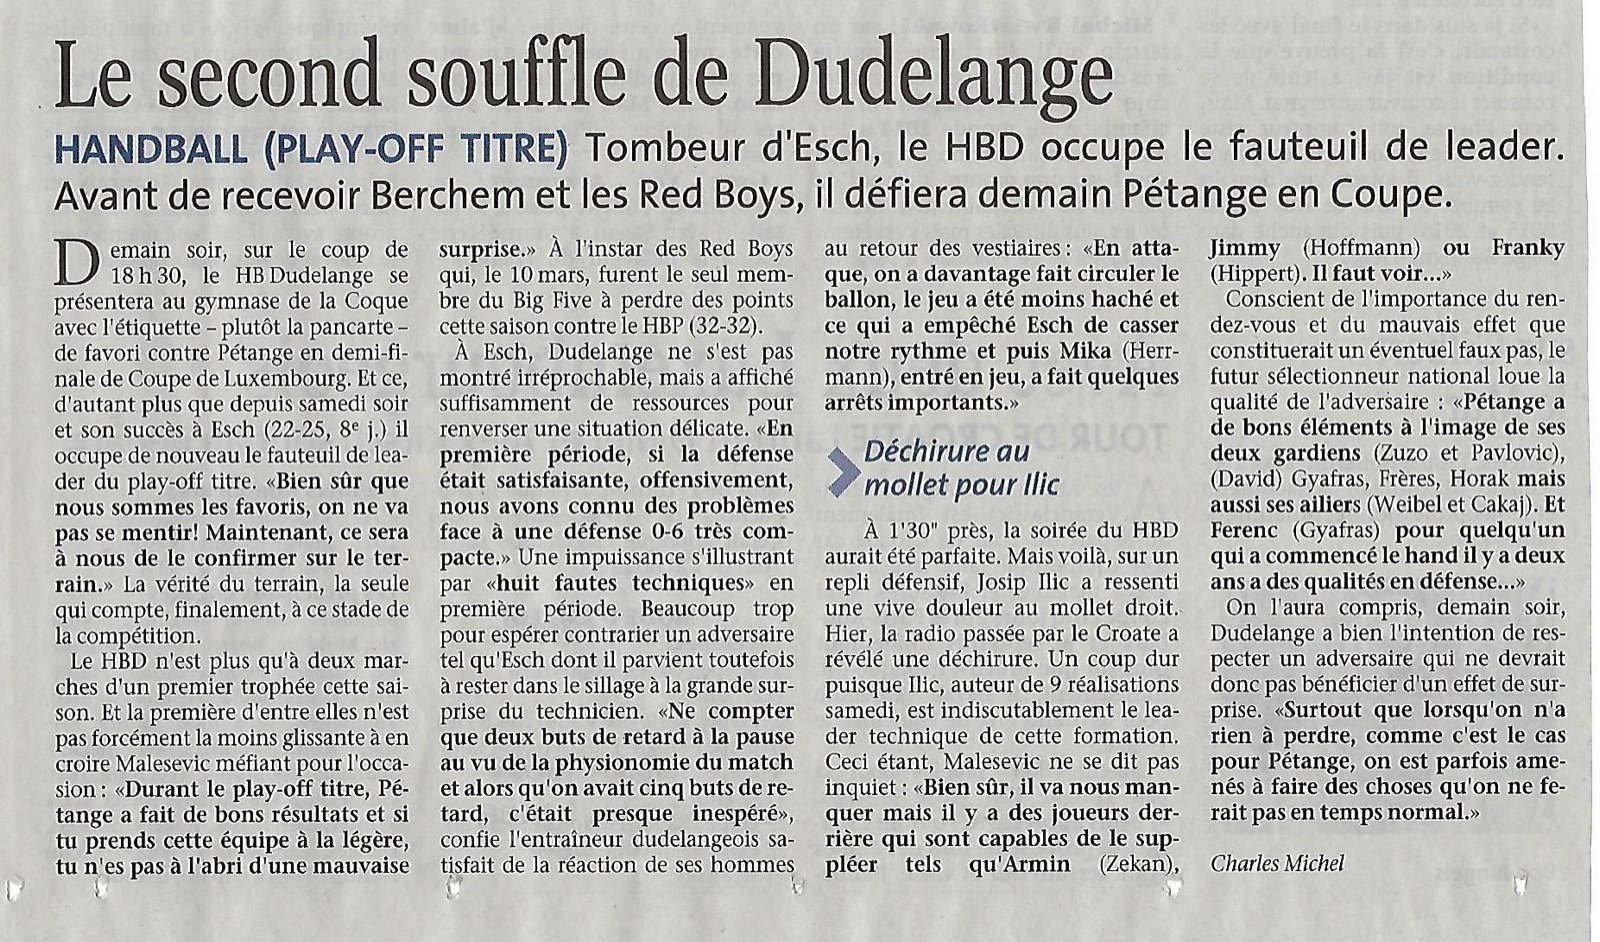 Le second souffle de Dudelange
HANDBALL (PLAY-OFF TITRE) Tombeur d'Esch, le HBD occupe le fauteuil de leader.
Avant de recevoir Berchem et les Red Boys, il défiera demain Pétange en Coupe.
Demain soir, sur le coup de
18 h 30, le HB Dudelange se
présentera au gymnase de la Coque
avec l'étiquette – plutôt la pancarte –
de favori contre Pétange en demi-fi-
nale de Coupe de Luxembourg. Et ce,
d'autant plus que depuis samedi soir
et son succès à Esch (22-25, 8e j.) il
occupe de nouveau le fauteuil de lea-
der du play-off titre. «Bien sûr que
nous sommes les favoris, on ne va
pas se mentir! Maintenant, ce sera
à nous de le confirmer sur le ter-
rain.» La vérité du terrain, la seule
qui compte, finalement, à ce stade de
la compétition.
Le HBD n'est plus qu'à deux mar-
ches d'un premier trophée cette sai-
son. Et la première d'entre elles n'est
pas forcément la moins glissante à en
croire Malesevic méfiant pour l'occa-
sion : «Durant le play-off titre, Pé-
tange a fait de bons résultats et si
tu prends cette équipe à la légère,
tu n'es pas à l'abri d'une mauvaise
surprise.» À l'instar des Red Boys
qui, le 10 mars, furent le seul mem-
bre du Big Five à perdre des points
cette saison contre le HBP (32-32).
À Esch, Dudelange ne s'est pas
montré irréprochable, mais a affiché
suffisamment de ressources pour
renverser une situation délicate. «En
première période, si la défense
était satisfaisante, offensivement,
nous avons connu des problèmes
face à une défense 0-6 très com-
pacte.» Une impuissance s'illustrant
par «huit fautes techniques» en
première période. Beaucoup trop
pour espérer contrarier un adversaire
tel qu'Esch dont il parvient toutefois
à rester dans le sillage à la grande sur-
prise du technicien. «Ne compter
que deux buts de retard à la pause
au vu de la physionomie du match
et alors qu'on avait cinq buts de re-
tard, c'était presque inespéré»,
confie l'entraîneur dudelangeois sa-
tisfait de la réaction de ses hommes
au retour des vestiaires : «En atta-
que, on a davantage fait circuler le
ballon, le jeu a été moins haché et
ce qui a empêché Esch de casser
notre rythme et puis Mika (Herr-
mann), entré en jeu, a fait quelques
arrêts importants.»
Déchirure au
mollet pour Ilic
À 1'30" près, la soirée du HBD
aurait été parfaite. Mais voilà, sur un
repli défensif, Josip Ilic a ressenti
une vive douleur au mollet droit.
Hier, la radio passée par le Croate a
révélé une déchirure. Un coup dur
puisque Ilic, auteur de 9 réalisations
samedi, est indiscutablement le lea-
der technique de cette formation.
Ceci étant, Malesevic ne se dit pas
inquiet : «Bien sûr, il va nous man-
quer mais il y a des joueurs der-
rière qui sont capables de le sup-
pléer tels qu'Armin (Zekan),
Jimmy (Hoffmann) ou Franky
(Hippert). Il faut voir...»
Conscient de l'importance du ren-
dez-vous et du mauvais effet que
constituerait un éventuel faux pas, le
futur sélectionneur national loue la
qualité de l'adversaire : «Pétange a
de bons éléments à l'image de ses
deux gardiens (Zuzo et Pavlovic),
(David) Gyafras, Frères, Horak mais
aussi ses ailiers (Weibel et Cakaj). Et
Ferenc (Gyafras) pour quelqu'un
qui a commencé le hand il y a deux
ans a des qualités en défense...»
On l'aura compris, demain soir,
Dudelange a bien l'intention de res-
pecter un adversaire qui ne devrait
donc pas bénéficier d'un effet de sur-
prise. «Surtout que lorsqu'on n'a
rien à perdre, comme c'est le cas
pour Pétange, on est parfois ame-
nés à faire des choses qu'on ne fe-
rait pas en temps normal.»
Charles Michel